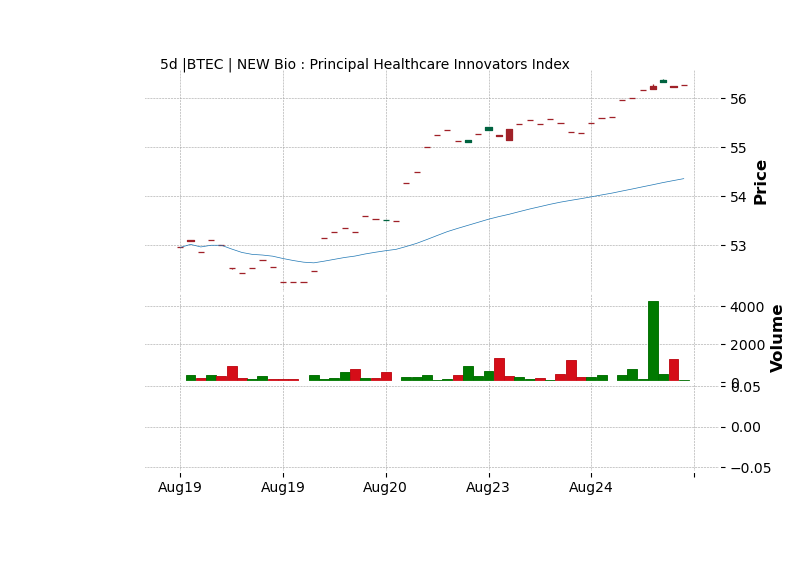 5d |BTEC | NEW Bio : Principal Healthcare Innovators Index
56
55
54
53
Price
4000
2000
0
Volume
0.05
0.00
−0.05
Aug19 Aug19 Aug20 Aug23 Aug24